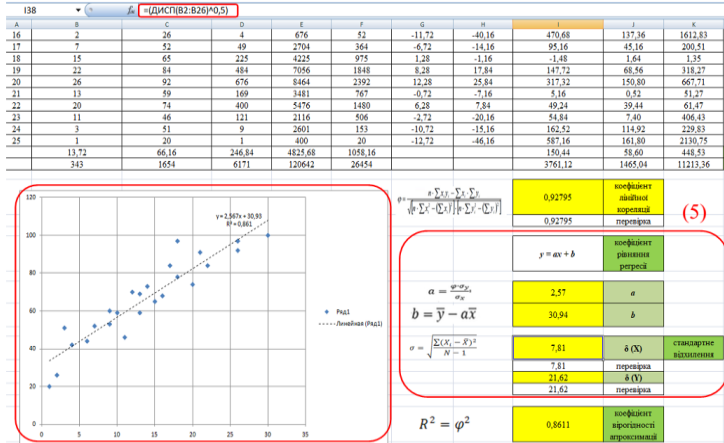 I38 fx =(ДИСП(B2:B26)^0,5)
A B C D E F G H I J K
16 2 26 4 676 52 -11,72 -40,16 470,68 137,36 1612,83
17 7 52 49 2704 364 -6,72 -14,16 95,16 45,16 200,51
18 15 65 225 4225 975 1,28 -1,16 -1,48 1,64 1,35
19 22 84 484 7056 1848 8,28 17,84 147,72 68,56 318,27
20 26 92 676 8464 2392 12,28 25,84 317,32 150,80 667,71
21 13 59 169 3481 767 -0,72 -7,16 5,16 0,52 51,27
22 20 74 400 5476 1480 6,28 7,84 49,24 39,44 61,47
23 11 46 121 2116 506 -2,72 -20,16 54,84 7,40 406,43
24 3 51 9 2601 153 -10,72 -15,16 162,52 114,92 229,83
25 1 20 1 400 20 -12,72 -46,16 587,16 161,80 2130,75
13,72 66,16 246,84 4825,68 1058,16 150,44 58,60 448,53
343 1654 6171 120642 26454 3761,12 1465,04 11213,36
120
100
80
60
40
20
0
0 5 10 15 20 25 30 35
y = 2,567x + 30,93
R² = 0,861
Ряд1
Линейная (Ряд1)
0,92795
коефіцієнт
лінійної
кореляції
0,92795 перевірка
(5)
y = ax + b
коефіцієнт
рівняння
регресії
2,57 a
b = y̅ − ax̅
30,94 b
σ = √(Σ(Xᵢ − X̅)² / N − 1)
7,81 δ (X)
стандартне
відхилення
7,81 перевірка
21,62 δ (Y)
21,62 перевірка
R² = φ²
0,8611
коефіцієнт
вірогідності
апроксимації